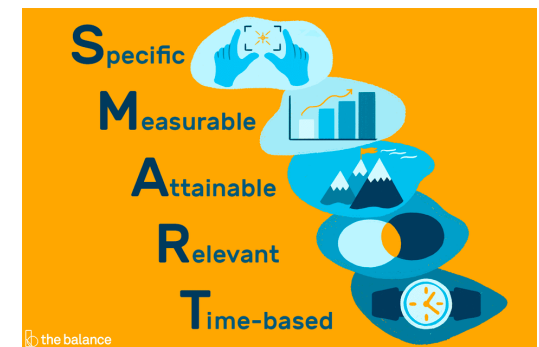 Specific
Measurable
Attainable
Relevant
Time-based
the balance